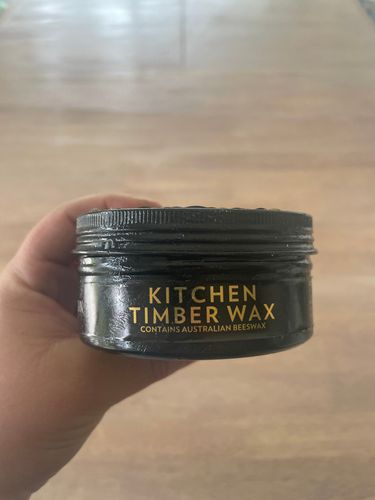 KITCHEN
TIMBER WAX
CONTAINS AUSTRALIAN BEESWAX